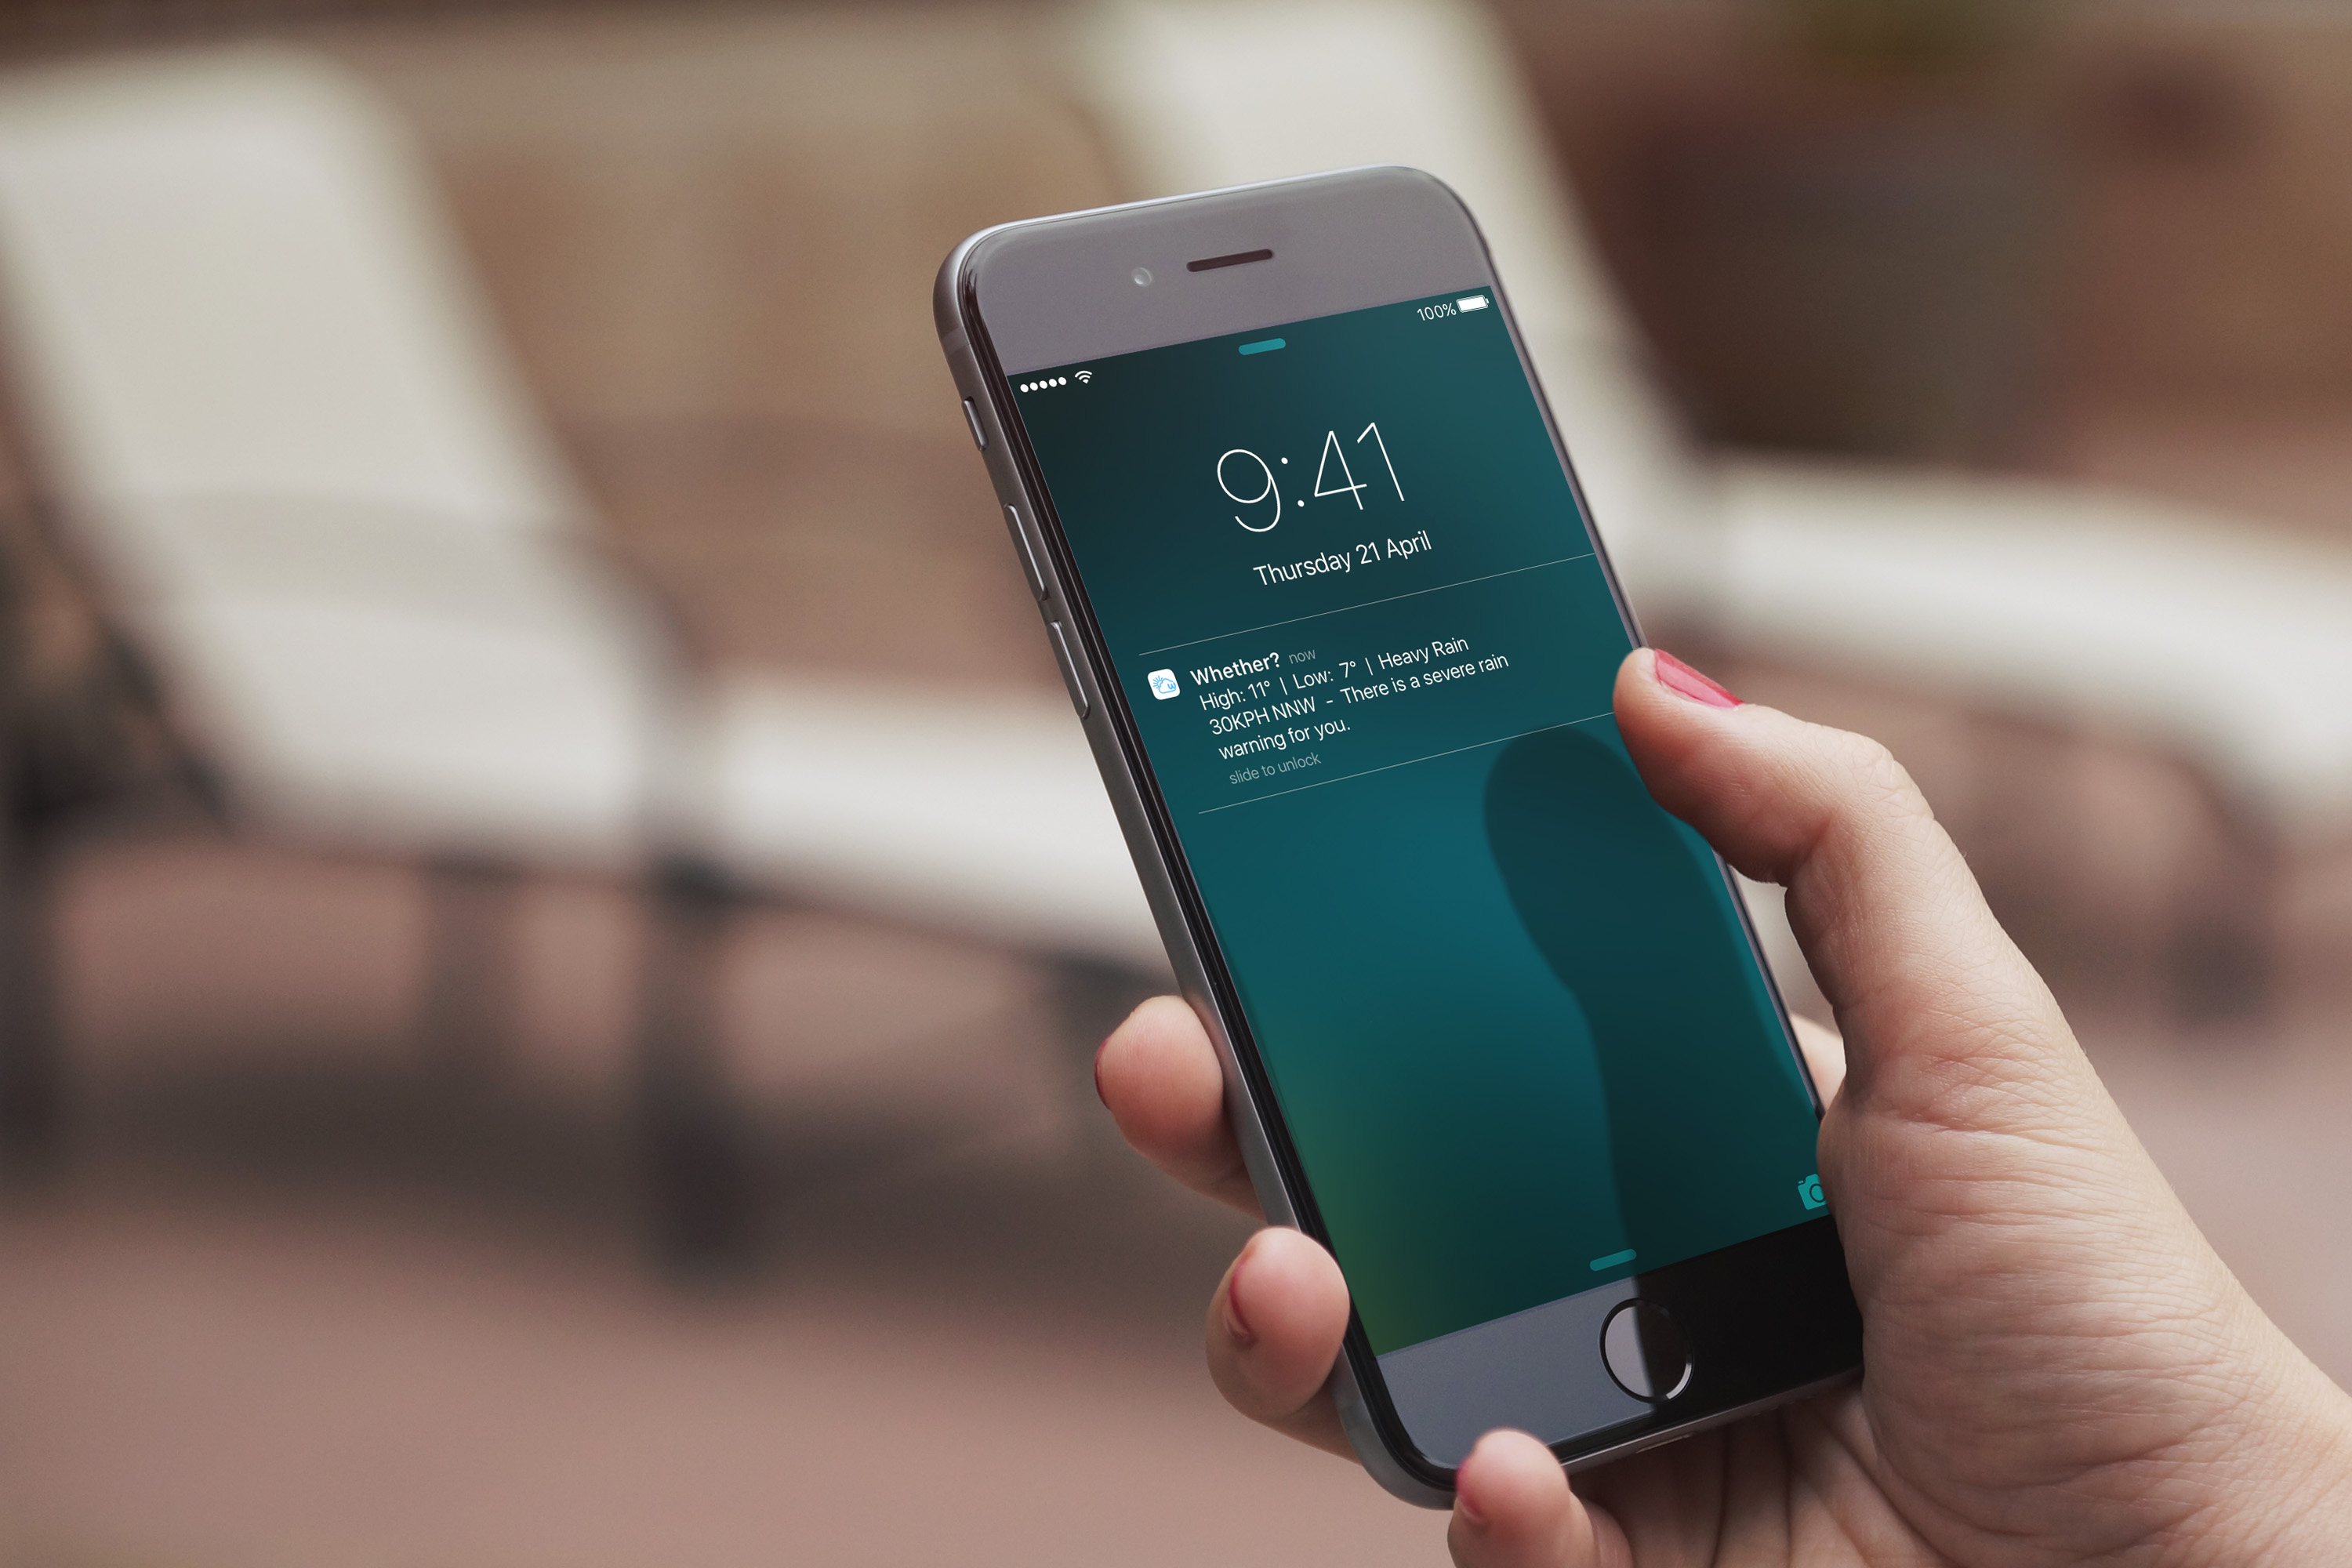 100%
9:41
Thursday 21 April
Whether? now
High: 11° | Low: 7° | Heavy Rain
30KPH NNW - There is a severe rain
warning for you.
slide to unlock